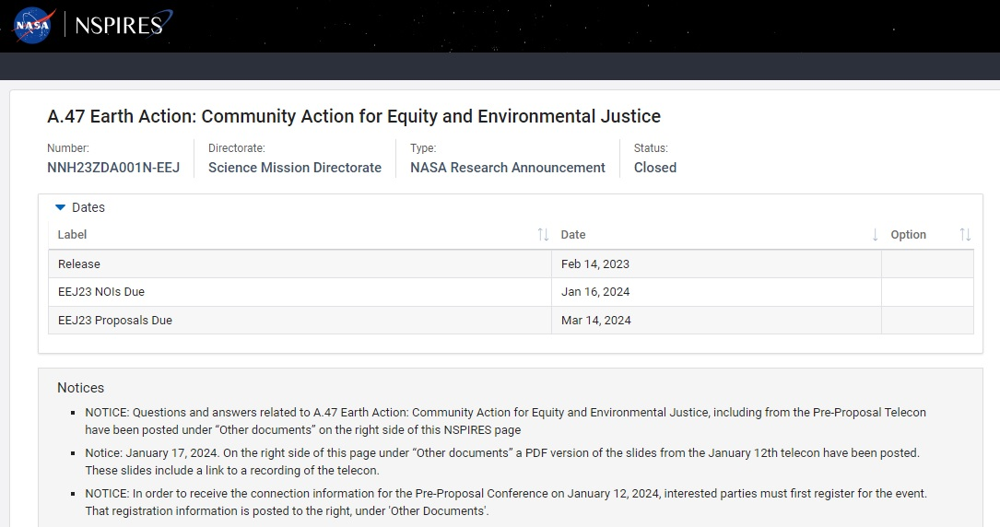 NASA NSPIRES
A.47 Earth Action: Community Action for Equity and Environmental Justice
Number: Directorate: Type: Status:
NNH23ZDA001N-EEJ Science Mission Directorate NASA Research Announcement Closed
Dates
Label Date Option
Release Feb 14, 2023
EEJ23 NOIs Due Jan 16, 2024
EEJ23 Proposals Due Mar 14, 2024
Notices
NOTICE: Questions and answers related to A.47 Earth Action: Community Action for Equity and Environmental Justice, including from the Pre-Proposal Telecon
have been posted under “Other documents” on the right side of this NSPIRES page
Notice: January 17, 2024. On the right side of this page under “Other documents” a PDF version of the slides from the January 12th telecon have been posted.
These slides include a link to a recording of the telecon.
NOTICE: In order to receive the connection information for the Pre-Proposal Conference on January 12, 2024, interested parties must first register for the event.
That registration information is posted to the right, under 'Other Documents'.